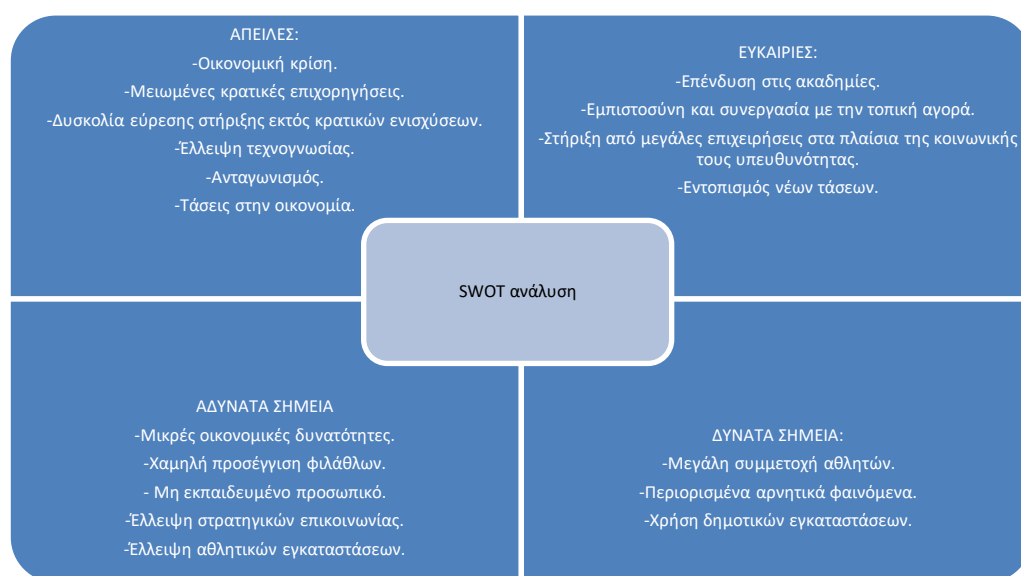 ΑΠΕΙΛΕΣ:
-Οικονομική κρίση.
-Μειωμένες κρατικές επιχορηγήσεις.
-Δυσκολία εύρεσης στήριξης εκτός κρατικών ενισχύσεων.
-Έλλειψη τεχνογνωσίας.
-Ανταγωνισμός.
-Τάσεις στην οικονομία.
ΕΥΚΑΙΡΙΕΣ:
-Επένδυση στις ακαδημίες.
-Εμπιστοσύνη και συνεργασία με την τοπική αγορά.
-Στήριξη από μεγάλες επιχειρήσεις στα πλαίσια της κοινωνικής
τους υπευθυνότητας.
-Εντοπισμός νέων τάσεων.
SWOT ανάλυση
ΑΔΥΝΑΤΑ ΣΗΜΕΙΑ
-Μικρές οικονομικές δυνατότητες.
-Χαμηλή προσέγγιση φιλάθλων.
- Μη εκπαιδευμένο προσωπικό.
-Έλλειψη στρατηγικών επικοινωνίας.
-Έλλειψη αθλητικών εγκαταστάσεων.
ΔΥΝΑΤΑ ΣΗΜΕΙΑ:
-Μεγάλη συμμετοχή αθλητών.
-Περιορισμένα αρνητικά φαινόμενα.
-Χρήση δημοτικών εγκαταστάσεων.